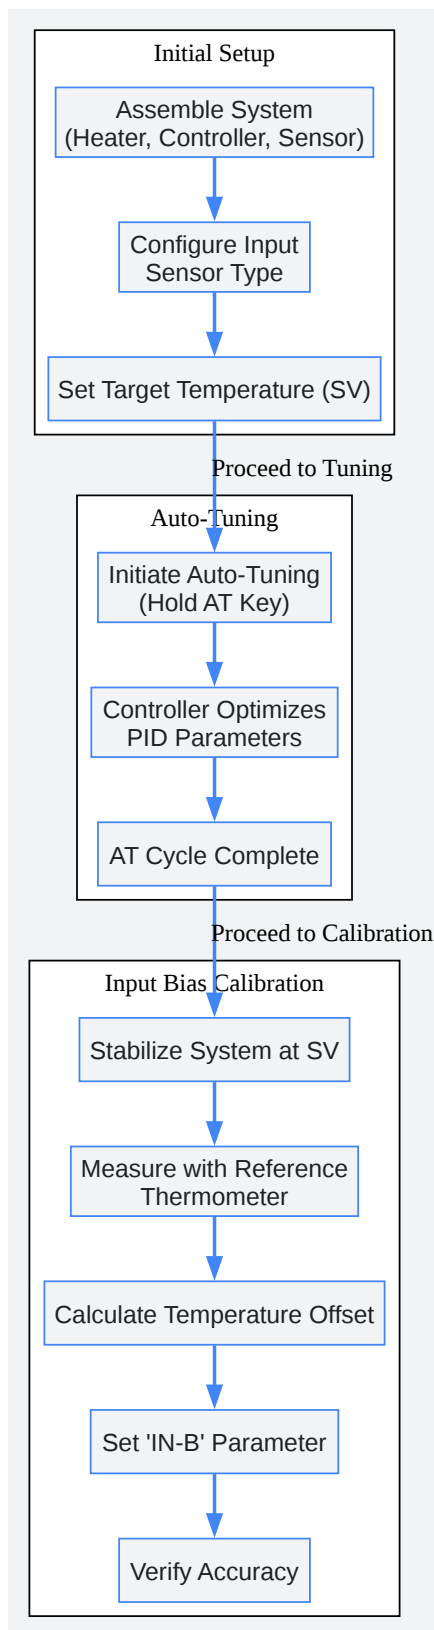 Initial Setup
Assemble System
(Heater, Controller, Sensor)
Configure Input
Sensor Type
Set Target Temperature (SV)
Proceed to Tuning
Auto-Tuning
Initiate Auto-Tuning
(Hold AT Key)
Controller Optimizes
PID Parameters
AT Cycle Complete
Proceed to Calibration
Input Bias Calibration
Stabilize System at SV
Measure with Reference
Thermometer
Calculate Temperature Offset
Set 'IN-B' Parameter
Verify Accuracy